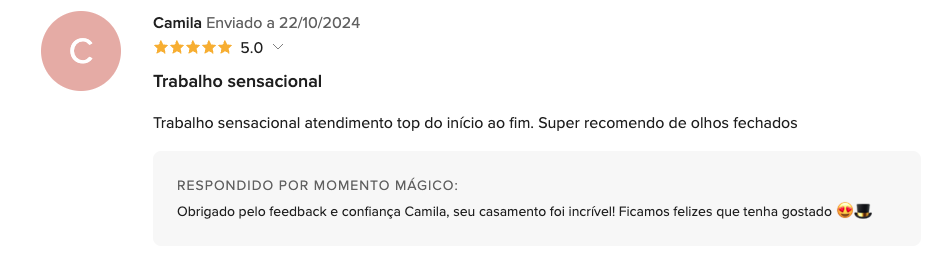 C
Camila Enviado a 22/10/2024
5.0
Trabalho sensacional
Trabalho sensacional atendimento top do início ao fim. Super recomendo de olhos fechados
RESPONDIDO POR MOMENTO MÁGICO:
Obrigado pelo feedback e confiança Camila, seu casamento foi incrível! Ficamos felizes que tenha gostado 😍🎩